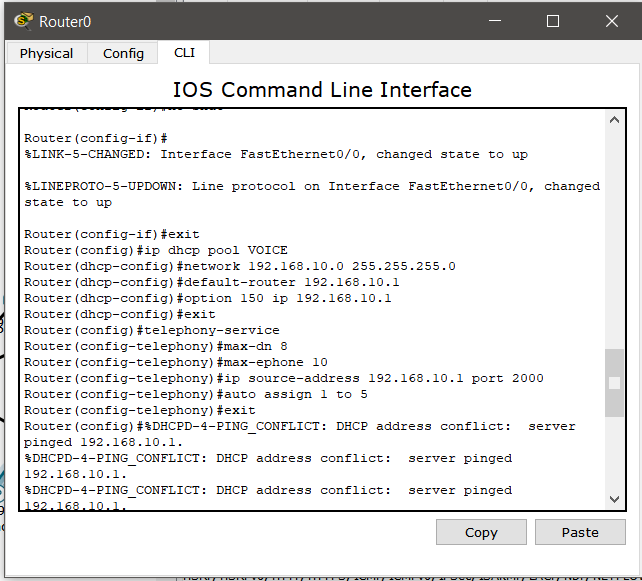 Router0
Physical
Config
CLI
IOS Command Line Interface
Router(config-if)#
%LINK-5-CHANGED: Interface FastEthernet0/0, changed state to up
%LINEPROTO-5-UPDOWN: Line protocol on Interface FastEthernet0/0, changed
state to up
Router(config-if)#exit
Router(config)#ip dhcp pool VOICE
Router(dhcp-config)#network 192.168.10.0 255.255.255.0
Router(dhcp-config)#default-router 192.168.10.1
Router(dhcp-config)#option 150 ip 192.168.10.1
Router(dhcp-config)#exit
Router(config)#telephony-service
Router(config-telephony)#max-dn 8
Router(config-telephony)#max-ephone 10
Router(config-telephony)#ip source-address 192.168.10.1 port 2000
Router(config-telephony)#auto assign 1 to 5
Router(config-telephony)#exit
Router(config)#%DHCPD-4-PING_CONFLICT: DHCP address conflict:  server
pinged 192.168.10.1.
%DHCPD-4-PING_CONFLICT: DHCP address conflict:  server pinged
192.168.10.1.
%DHCPD-4-PING_CONFLICT: DHCP address conflict:  server pinged
192.168.10.1.
Copy
Paste